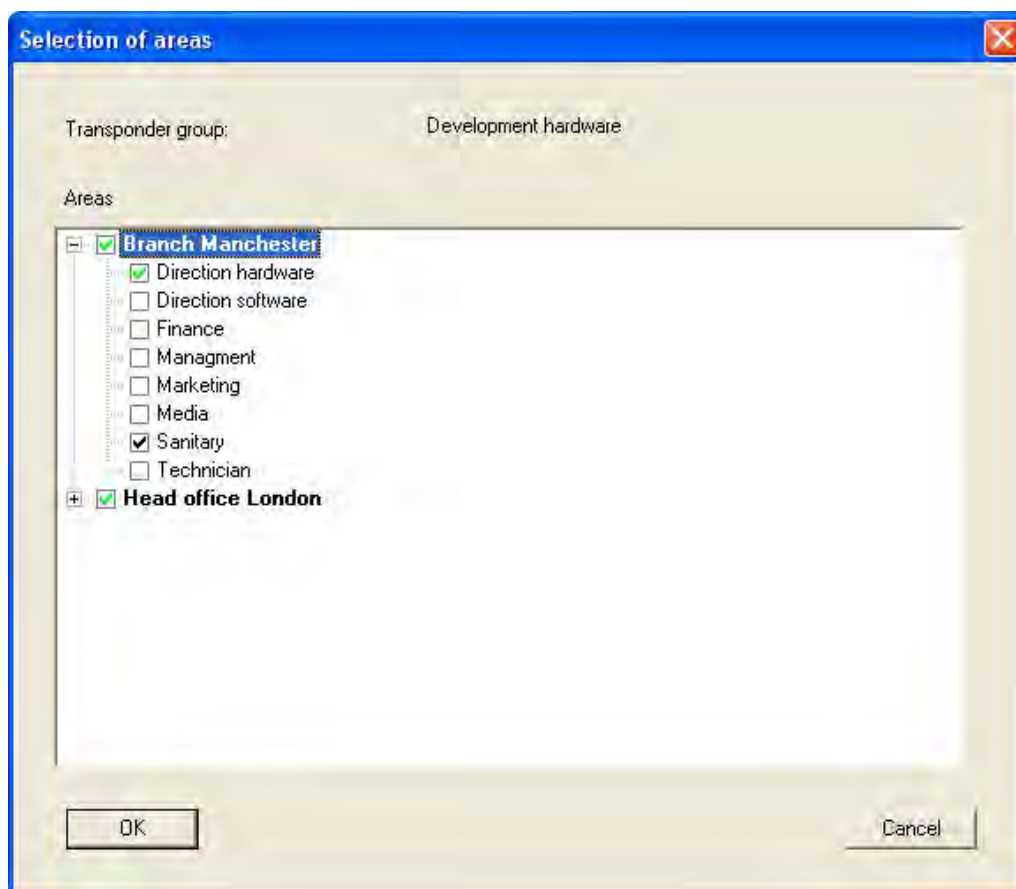 Selection of areas
Transponder group: Development hardware
Areas
Branch Manchester
Direction hardware
Direction software
Finance
Managment
Marketing
Media
Sanitary
Technician
Head office London
OK Cancel